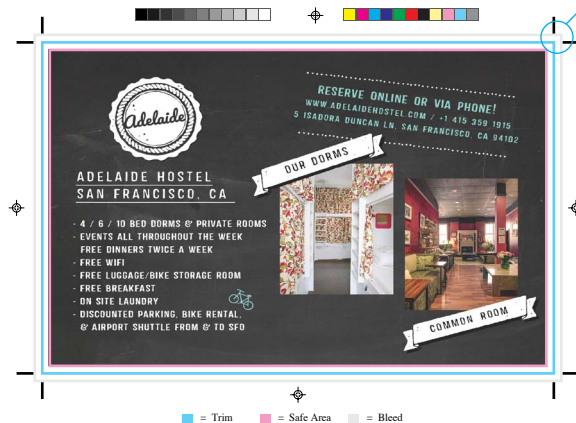 Adelaide
ADELAIDE HOSTEL
SAN FRANCISCO, CA
- 4 / 6 / 10 BED DORMS & PRIVATE ROOMS
- EVENTS ALL THROUGHOUT THE WEEK
FREE DINNERS TWICE A WEEK
- FREE WIFI
- FREE LUGGAGE/BIKE STORAGE ROOM
- FREE BREAKFAST
- ON SITE LAUNDRY
- DISCOUNTED PARKING, BIKE RENTAL,
& AIRPORT SHUTTLE FROM & TO SFO
RESERVE ONLINE OR VIA PHONE!
WWW.ADELAIDEHOSTEL.COM / +1 415 359 1915
5 ISADORA DUNCAN LN, SAN FRANCISCO, CA 94102
OUR DORMS
COMMON ROOM
= Trim = Safe Area = Bleed